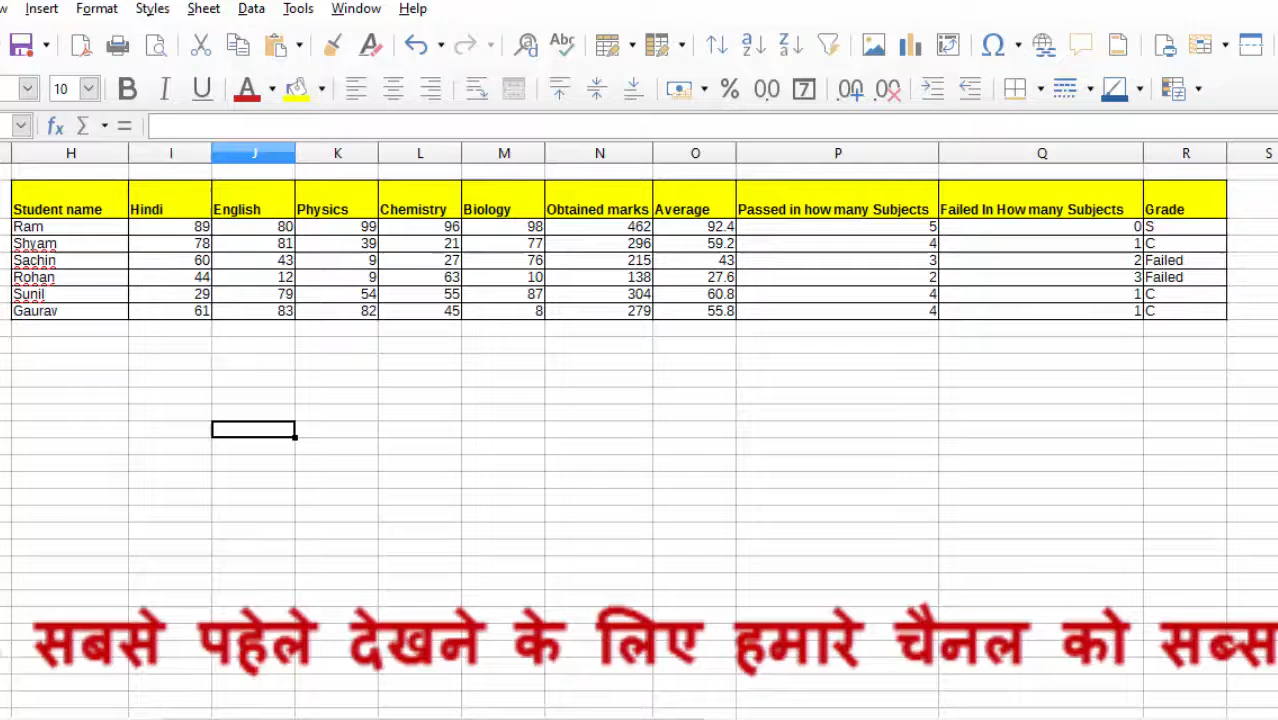 Insert Format Styles Sheet Data Tools Window Help
10
H I J K L M N O P Q R S
Student name Hindi English Physics Chemistry Biology Obtained marks Average Passed in how many Subjects Failed In How many Subjects Grade
Ram 89 80 99 96 98 462 92.4 5 0 S
Shyam 78 81 39 21 77 296 59.2 4 1 C
Sachin 60 43 9 27 76 215 43 3 2 Failed
Rohan 44 12 9 63 10 138 27.6 2 3 Failed
Sunil 29 79 54 55 87 304 60.8 4 1 C
Gaurav 61 83 82 45 8 279 55.8 4 1 C
सबसे पहेले देखने के लिए हमारे चैनल को सब्स